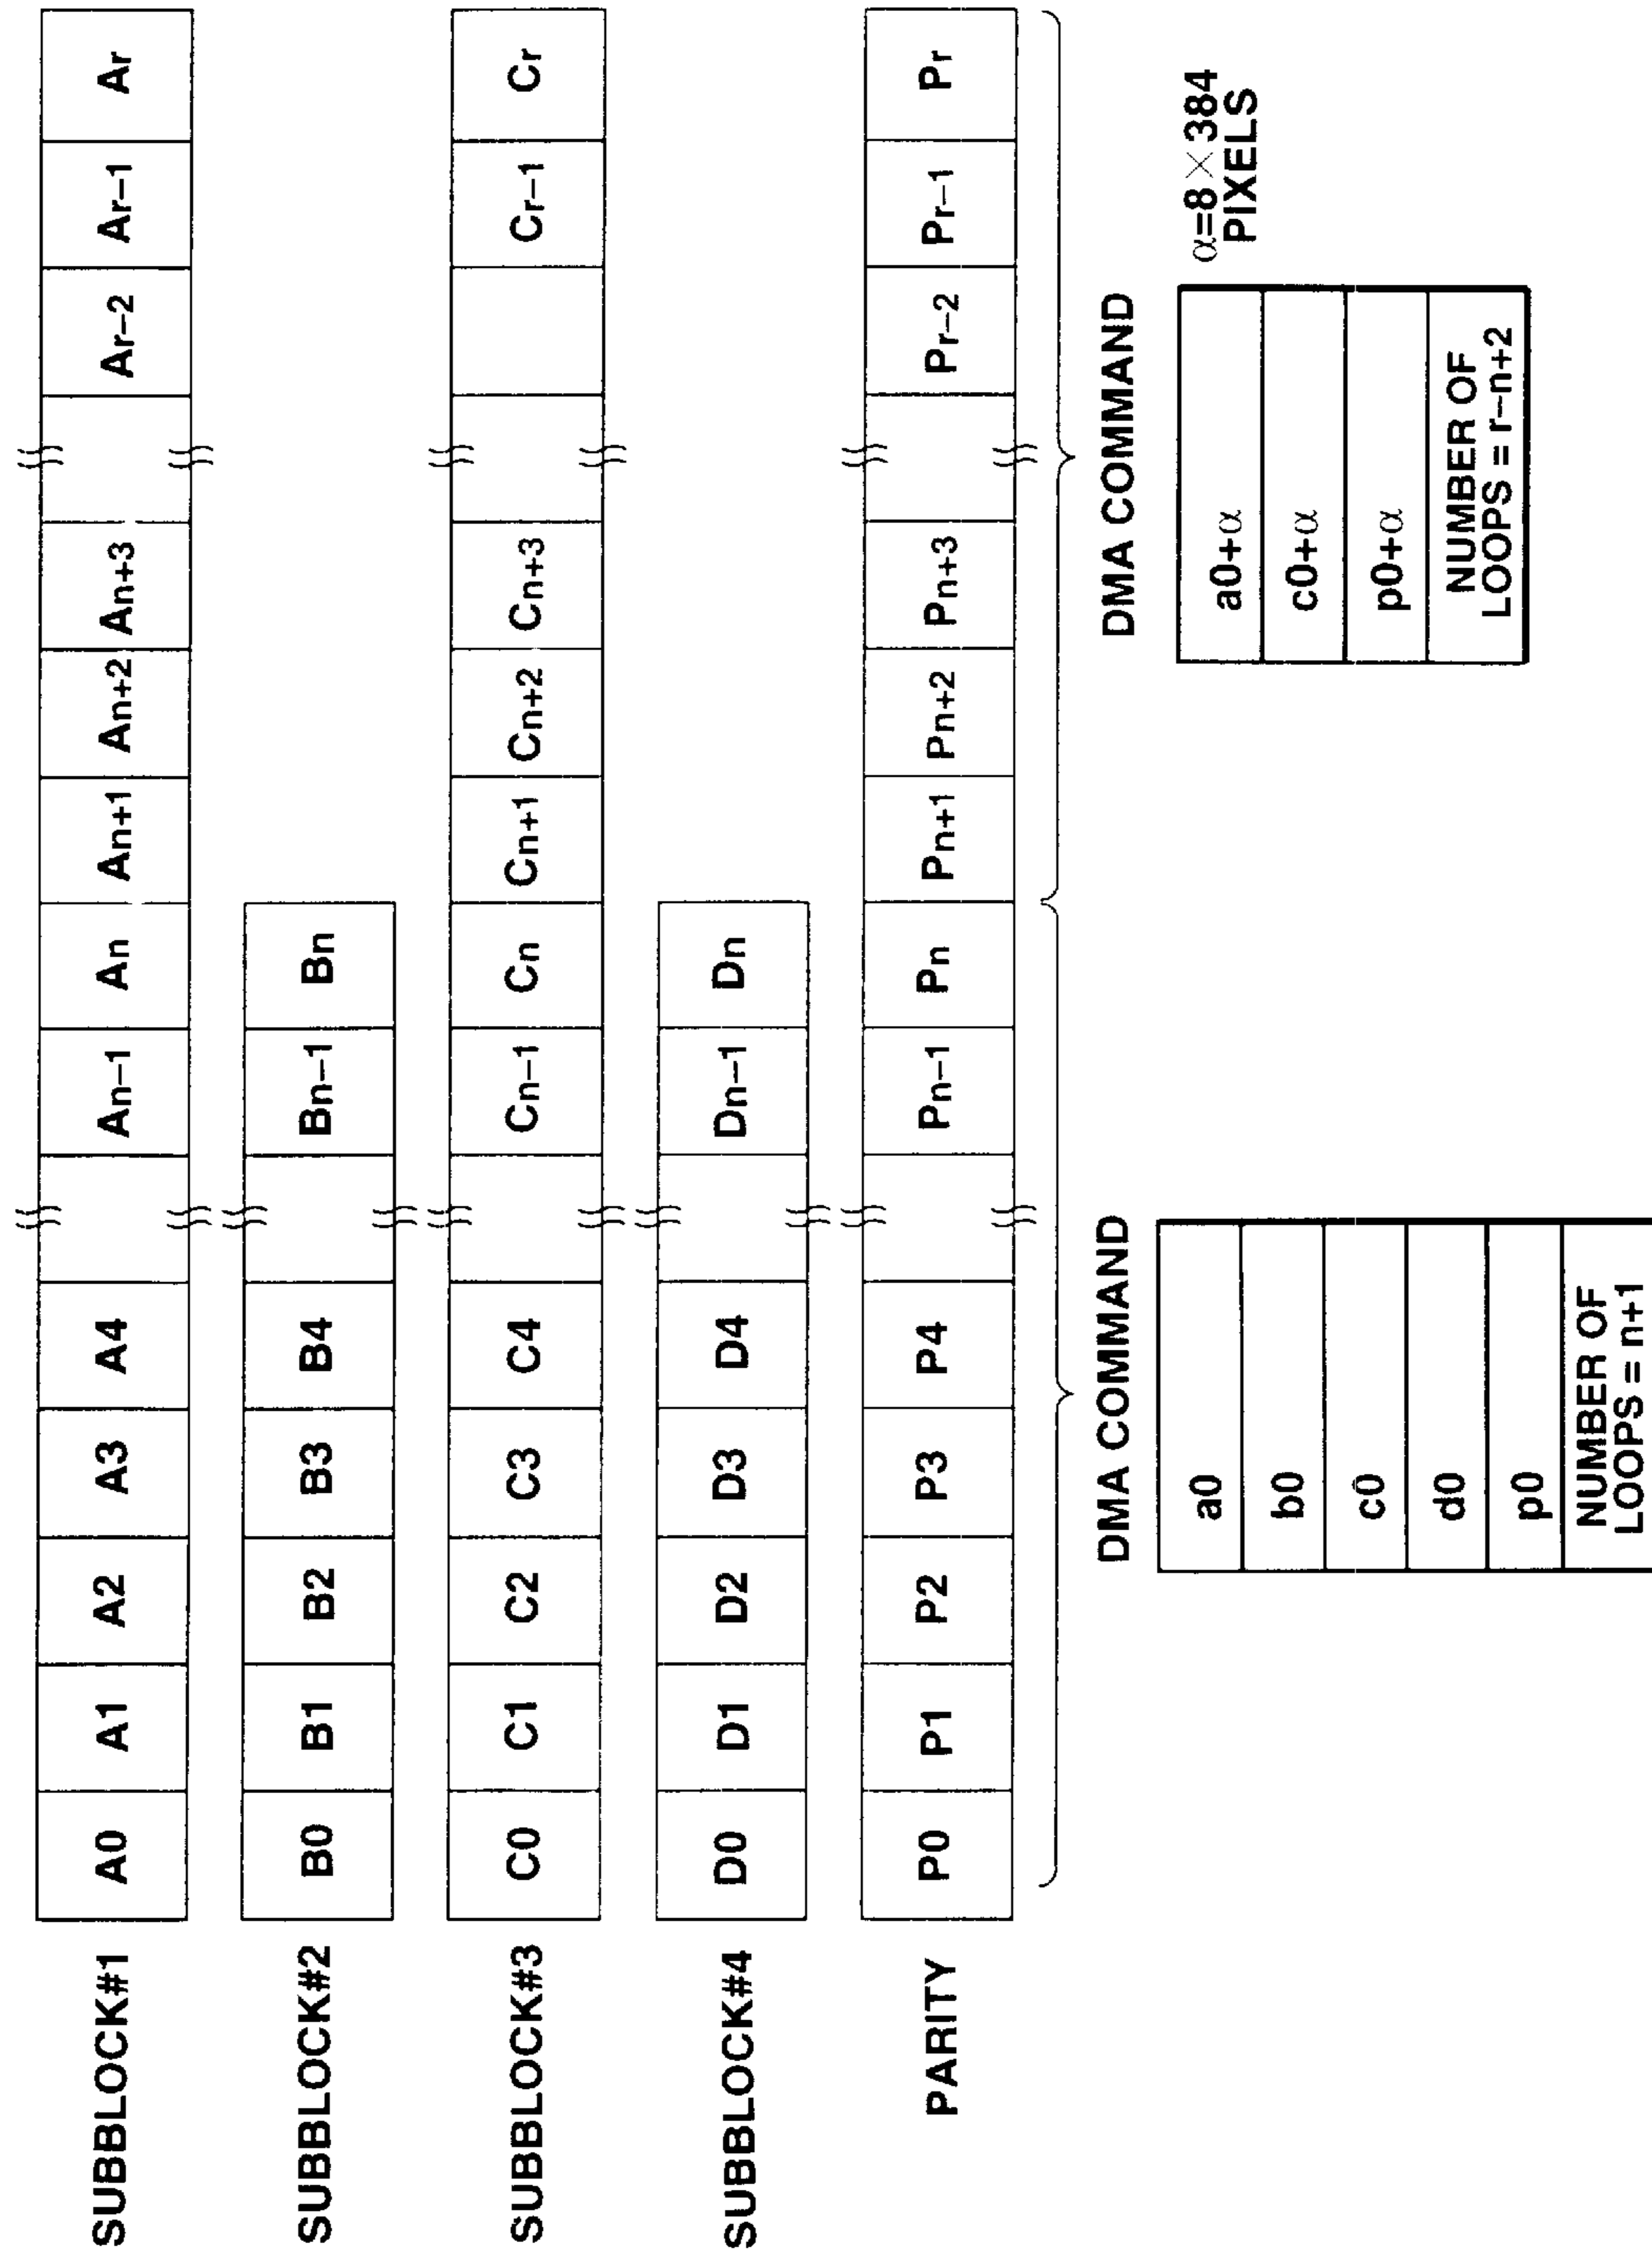 SUBBLOCK#1 A0 A1 A2 A3 A4 An−1 An An+1 An+2 An+3 Ar−2 Ar−1 Ar
SUBBLOCK#2 B0 B1 B2 B3 B4 Bn−1 Bn
SUBBLOCK#3 C0 C1 C2 C3 C4 Cn−1 Cn Cn+1 Cn+2 Cn+3 Cr−1 Cr
SUBBLOCK#4 D0 D1 D2 D3 D4 Dn−1 Dn
PARITY P0 P1 P2 P3 P4 Pn−1 Pn Pn+1 Pn+2 Pn+3 Pr−2 Pr−1 Pr
DMA COMMAND
a0
b0
c0
d0
p0
NUMBER OF
LOOPS = n+1
DMA COMMAND
a0+α
c0+α
p0+α
NUMBER OF
LOOPS = r−n+2
α=8×384
PIXELS